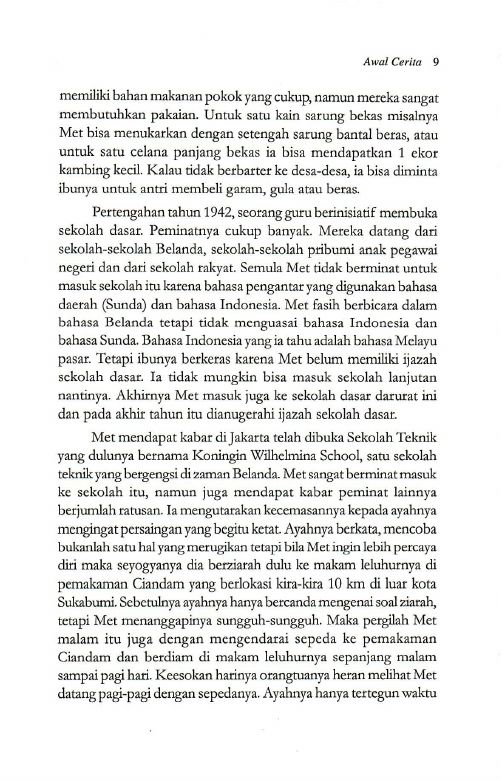 Awal Cerita 9
memiliki bahan makanan pokok yang cukup, namun mereka sangat
membutuhkan pakaian. Untuk satu kain sarung bekas misalnya
Met bisa menukarkan dengan setengah sarung bantal beras, atau
untuk satu celana panjang bekas ia bisa mendapatkan 1 ekor
kambing kecil. Kalau tidak berbarter ke desa-desa, ia bisa diminta
ibunya untuk antri membeli garam, gula atau beras.
Pertengahan tahun 1942, seorang guru berinisiatif membuka
sekolah dasar. Peminatnya cukup banyak. Mereka datang dari
sekolah-sekolah Belanda, sekolah-sekolah pribumi anak pegawai
negeri dan dari sekolah rakyat. Semula Met tidak berminat untuk
masuk sekolah itu karena bahasa pengantar yang digunakan bahasa
daerah (Sunda) dan bahasa Indonesia. Met fasih berbicara dalam
bahasa Belanda tetapi tidak menguasai bahasa Indonesia dan
bahasa Sunda. Bahasa Indonesia yang ia tahu adalah bahasa Melayu
pasar. Tetapi ibunya berkeras karena Met belum memiliki ijazah
sekolah dasar. Ia tidak mungkin bisa masuk sekolah lanjutan
nantinya. Akhirnya Met masuk juga ke sekolah dasar darurat ini
dan pada akhir tahun itu dianugerahi ijazah sekolah dasar.
Met mendapat kabar di Jakarta telah dibuka Sekolah Teknik
yang dulunya bernama Koningin Wilhelmina School, satu sekolah
teknik yang bergengsi di zaman Belanda. Met sangat berminat masuk
ke sekolah itu, namun juga mendapat kabar peminat lainnya
berjumlah ratusan. Ia mengutarakan kecemasannya kepada ayahnya
mengingat persaingan yang begitu ketat. Ayahnya berkata, mencoba
bukanlah satu hal yang merugikan tetapi bila Met ingin lebih percaya
diri maka seyogyanya dia berziarah dulu ke makam leluhurnya di
pemakaman Ciandam yang berlokasi kira-kira 10 km di luar kota
Sukabumi. Sebetulnya ayahnya hanya bercanda mengenai soal ziarah,
tetapi Met menanggapinya sungguh-sungguh. Maka pergilah Met
malam itu juga dengan mengendarai sepeda ke pemakaman
Ciandam dan berdiam di makam leluhurnya sepanjang malam
sampai pagi hari. Keesokan harinya orangtuanya heran melihat Met
datang pagi-pagi dengan sepedanya. Ayahnya hanya tertegun waktu